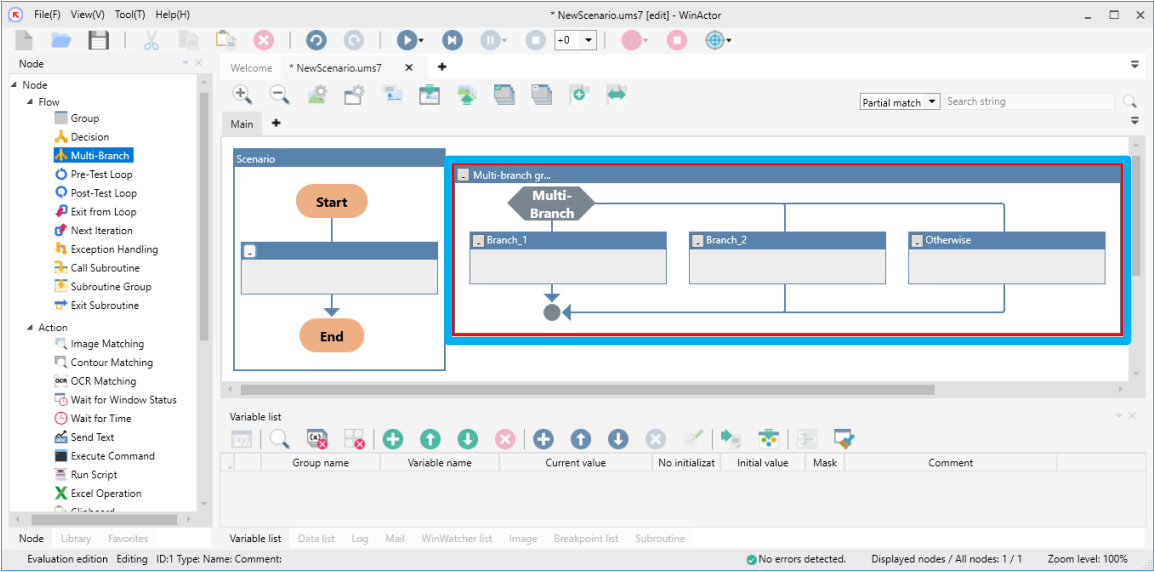 File(F) View(V) Tool(T) Help(H)
* NewScenario.ums7 [edit] - WinActor
+0
Node
Welcome
* NewScenario.ums7
Node
Flow
Group
Decision
Multi-Branch
Pre-Test Loop
Post-Test Loop
Exit from Loop
Next Iteration
Exception Handling
Call Subroutine
Subroutine Group
Exit Subroutine
Action
Image Matching
Contour Matching
OCR OCR Matching
Wait for Window Status
Wait for Time
Send Text
Execute Command
Run Script
Excel Operation
Clipboard
Node Library Favorites
Partial match
Search string
Main
Scenario
Start
End
Multi-branch gr...
Multi-
Branch
Branch_1
Branch_2
Otherwise
Variable list
Group name
Variable name
Current value
No initializat
Initial value
Mask
Comment
Variable list Data list Log Mail WinWatcher list Image Breakpoint list Subroutine
Evaluation edition Editing ID:1 Type: Name: Comment:
No errors detected.
Displayed nodes / All nodes: 1 / 1
Zoom level: 100%